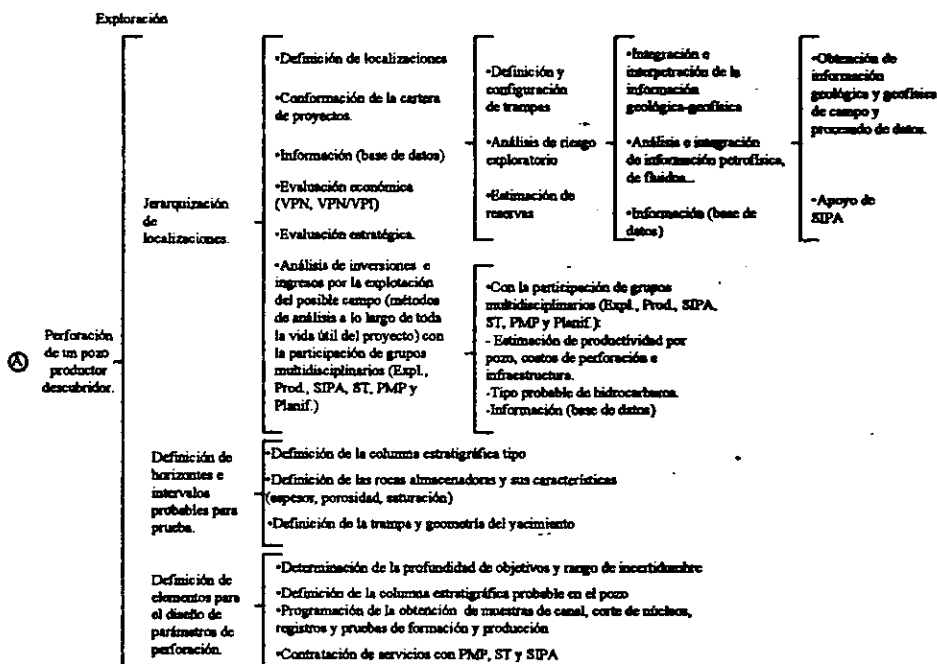 Exploración
Ⓐ
Perforación
de un pozo
productor
descubridor.
Jerarquización
de
localizaciones.
•Definición de localizaciones
•Conformación de la cartera
de proyectos.
•Información (base de datos)
•Evaluación económica
(VPN, VPN/VPI)
•Evaluación estratégica.
•Análisis de inversiones e
ingresos por la explotación
del posible campo (métodos
de análisis a lo largo de toda
la vida útil del proyecto) con
la participación de grupos
multidisciplinarios (Expl.,
Prod., SIPA, ST, PMP y
Planif.)
•Definición y
configuración
de trampas
•Análisis de riesgo
exploratorio
•Estimación de
reservas
•Integración e
interpretración de la
información
geológica-geofísica
•Análisis e integración
de información petrofísica,
de fluidos...
•Información (base de
datos)
•Obtención de
información
geológica y geofísica
de campo y
procesado de datos.
•Apoyo de
SIPA
•Con la participación de grupos
multidisciplinarios (Expl., Prod., SIPA,
ST, PMP y Planif.):
- Estimación de productividad por
pozo, costos de perforación e
infraestructura.
-Tipo probable de hidrocarburos.
-Información (base de datos)
Definición de
horizontes e
intervalos
probables para
prueba.
•Definición de la columna estratigráfica tipo
•Definición de las rocas almacenadoras y sus características
(espesor, porosidad, saturación)
•Definición de la trampa y geometría del yacimiento
Definición de
elementos para
el diseño de
parámetros de
perforación.
•Determinación de la profundidad de objetivos y rango de incertidumbre
•Definición de la columna estratigráfica probable en el pozo
•Programación de la obtención de muestras de canal, corte de núcleos,
registros y pruebas de formación y producción
•Contratación de servicios con PMP, ST y SIPA